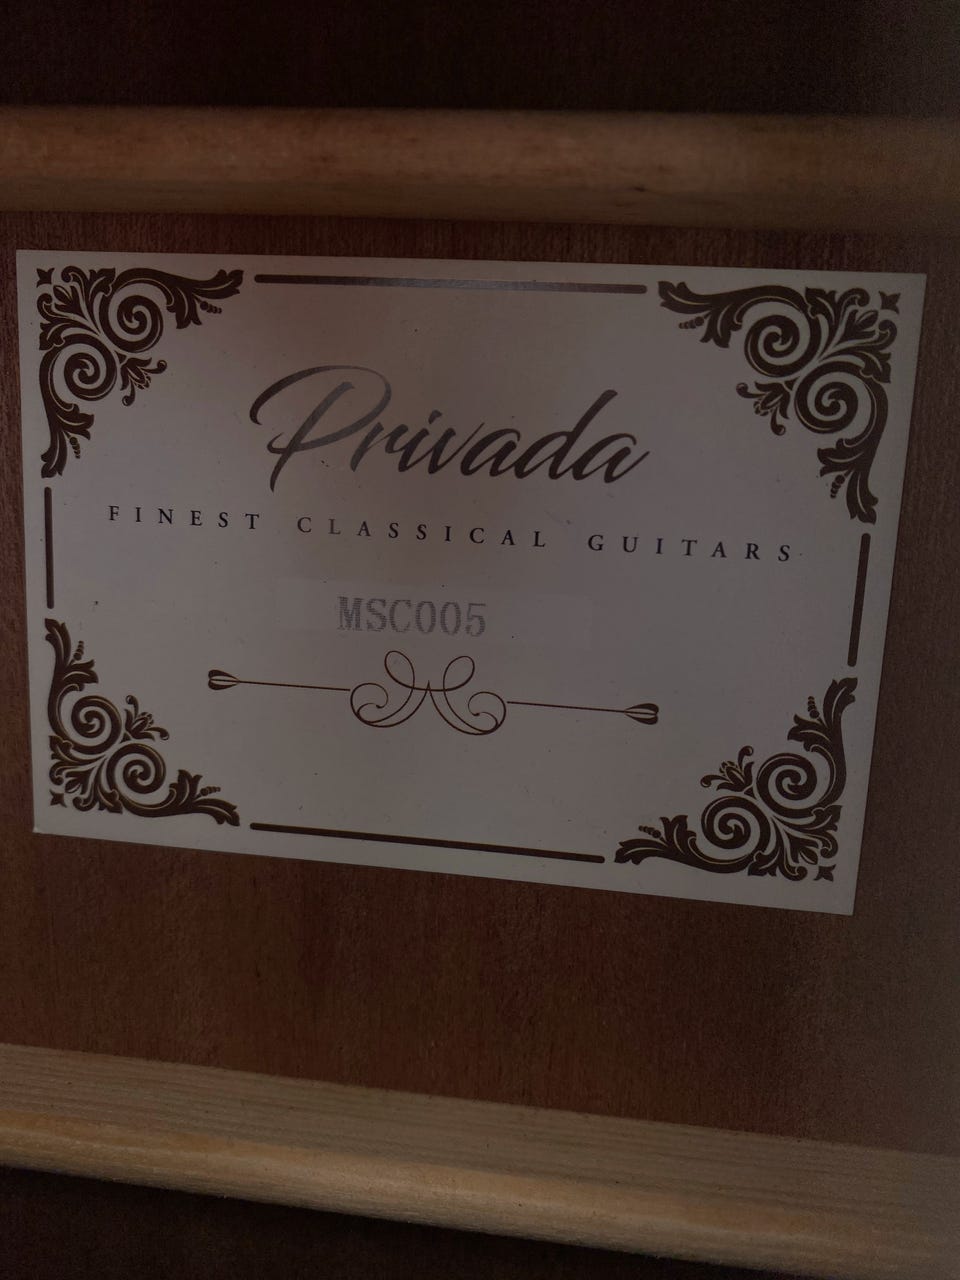 Privada
FINEST CLASSICAL GUITARS
MSC005